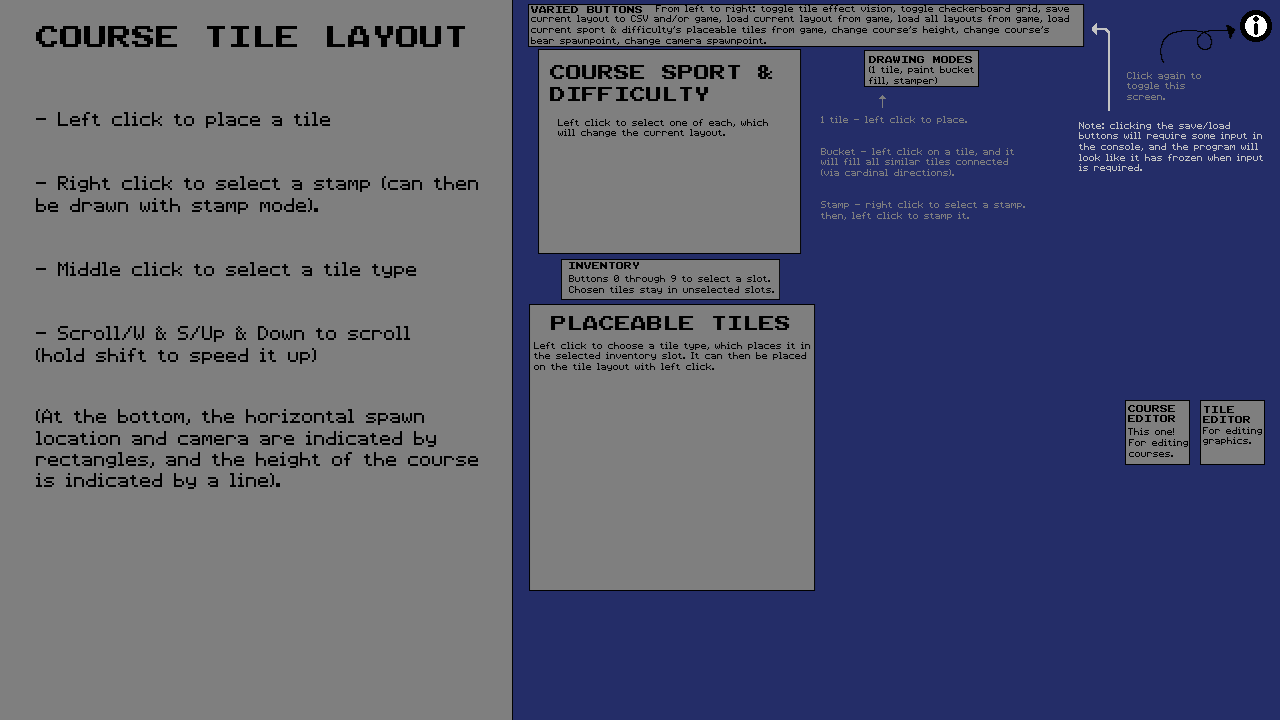 COURSE TILE LAYOUT
- Left click to place a tile
- Right click to select a stamp (can then
be drawn with stamp mode).
- Middle click to select a tile type
- Scroll/W & S/Up & Down to scroll
(hold shift to speed it up)
(At the bottom, the horizontal spawn
location and camera are indicated by
rectangles, and the height of the course
is indicated by a line).
VARIED BUTTONS From left to right: toggle tile effect vision, toggle checkerboard grid, save
current layout to CSV and/or game, load current layout from game, load all layouts from game, load
current sport & difficulty's placeable tiles from game, change course's height, change course's
bear spawnpoint, change camera spawnpoint.
COURSE SPORT &
DIFFICULTY
Left click to select one of each, which
will change the current layout.
DRAWING MODES
(1 tile, paint bucket
fill, stamper)
1 tile - left click to place.
Bucket - left click on a tile, and it
will fill all similar tiles connected
(via cardinal directions).
Stamp - right click to select a stamp.
then, left click to stamp it.
i
Click again to
toggle this
screen.
Note: clicking the save/load
buttons will require some input in
the console, and the program will
look like it has frozen when input
is required.
INVENTORY
Buttons 0 through 9 to select a slot.
Chosen tiles stay in unselected slots.
PLACEABLE TILES
Left click to choose a tile type, which places it in
the selected inventory slot. It can then be placed
on the tile layout with left click.
COURSE
EDITOR
This one!
For editing
courses.
TILE
EDITOR
For editing
graphics.